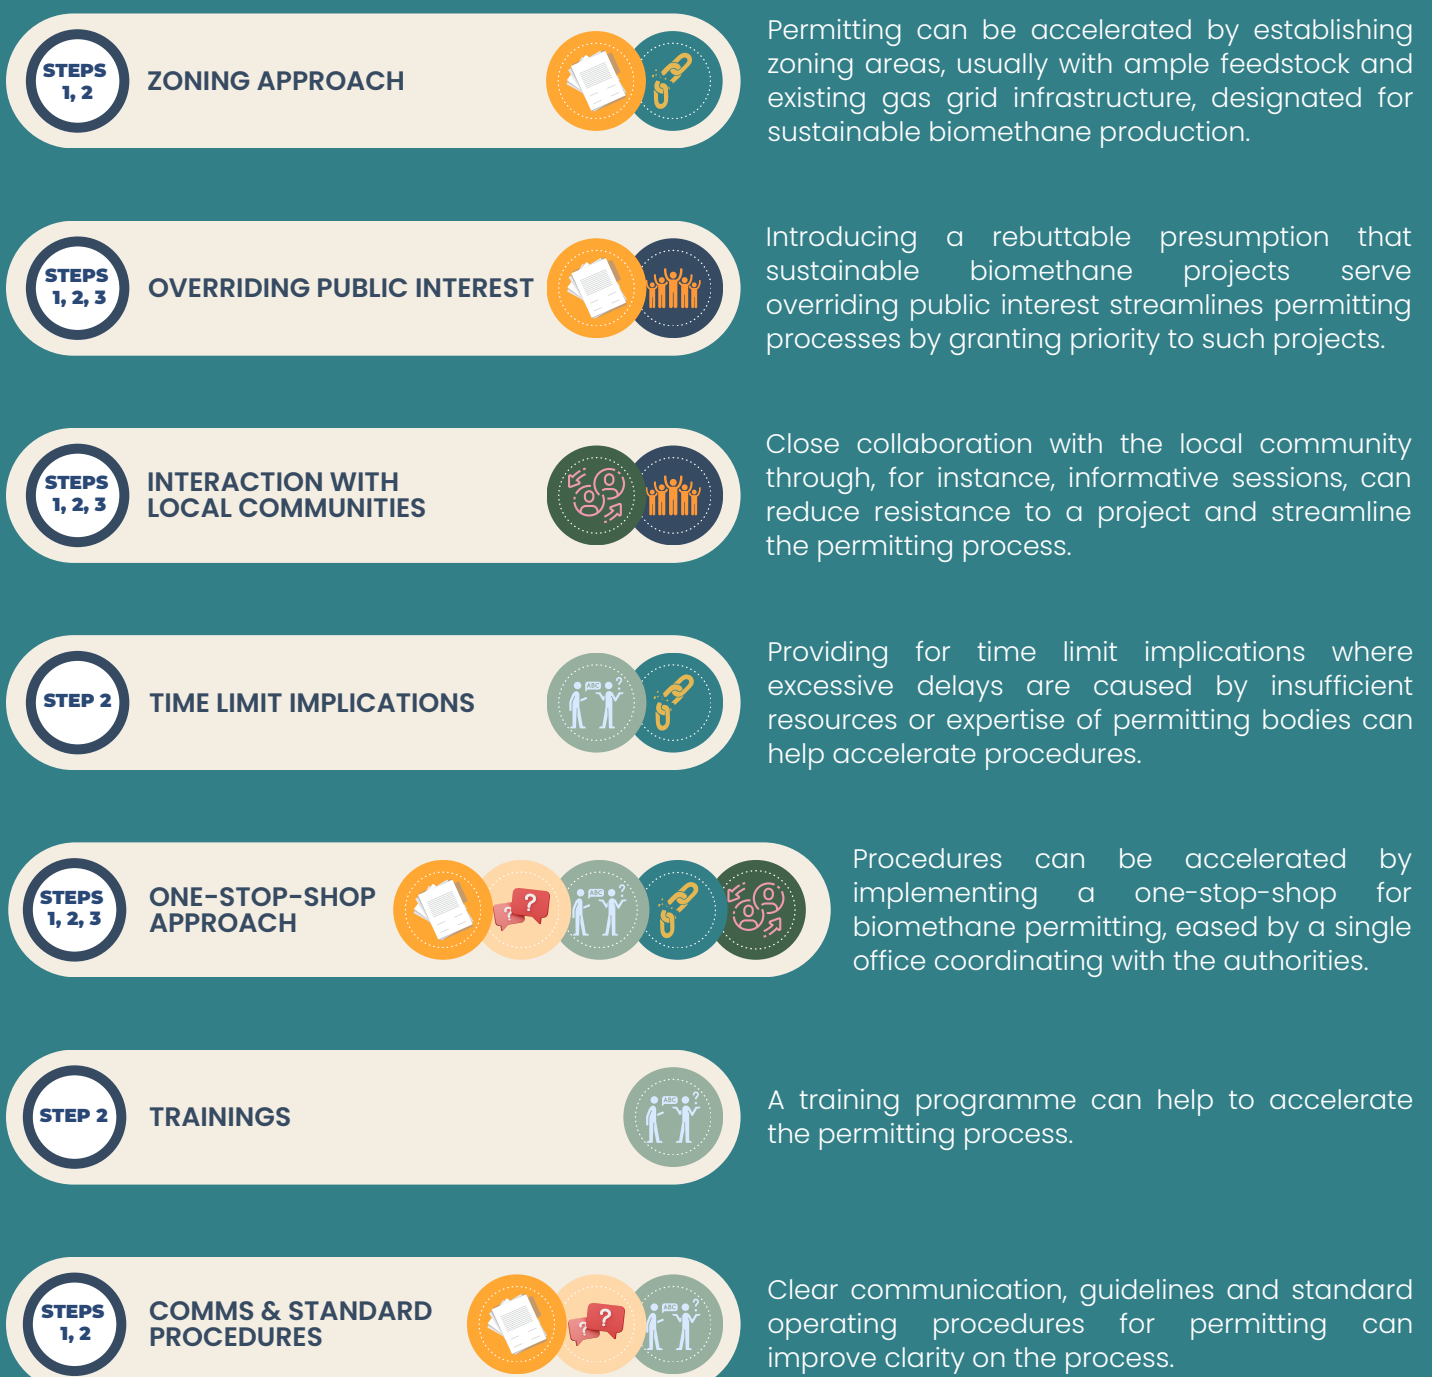 STEPS
1, 2
ZONING APPROACH
Permitting can be accelerated by establishing
zoning areas, usually with ample feedstock and
existing gas grid infrastructure, designated for
sustainable biomethane production.
STEPS
1, 2, 3
OVERRIDING PUBLIC INTEREST
Introducing a rebuttable presumption that
sustainable biomethane projects serve
overriding public interest streamlines permitting
processes by granting priority to such projects.
STEPS
1, 2, 3
INTERACTION WITH
LOCAL COMMUNITIES
Close collaboration with the local community
through, for instance, informative sessions, can
reduce resistance to a project and streamline
the permitting process.
STEP 2
TIME LIMIT IMPLICATIONS
ABC ?
Providing for time limit implications where
excessive delays are caused by insufficient
resources or expertise of permitting bodies can
help accelerate procedures.
STEPS
1, 2, 3
ONE-STOP-SHOP
APPROACH
? ?
ABC ?
Procedures can be accelerated by
implementing a one-stop-shop for
biomethane permitting, eased by a single
office coordinating with the authorities.
STEP 2
TRAININGS
ABC ?
A training programme can help to accelerate
the permitting process.
STEPS
1, 2
COMMS & STANDARD
PROCEDURES
? ?
ABC ?
Clear communication, guidelines and standard
operating procedures for permitting can
improve clarity on the process.